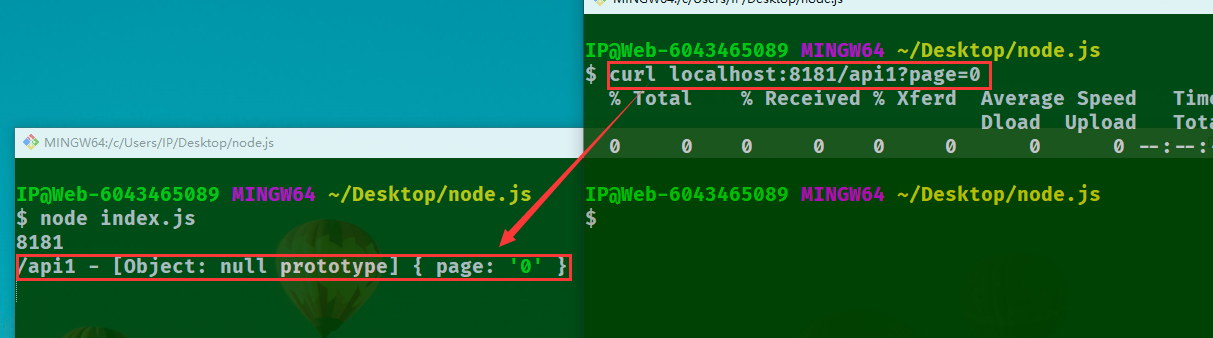 MINGW64:/c/Users/IP/Desktop/node.js
IP@Web-6043465089 MINGW64 ~/Desktop/node.js
$ node index.js
8181
/api1 - [Object: null prototype] { page: '0' }
MINGW64:/c/Users/IP/Desktop/node.js
IP@Web-6043465089 MINGW64 ~/Desktop/node.js
$ curl localhost:8181/api1?page=0
% Total % Received % Xferd Average Speed Time
Dload Upload Tota
0 0 0 0 0 0 0 0 --:--:-
IP@Web-6043465089 MINGW64 ~/Desktop/node.js
$